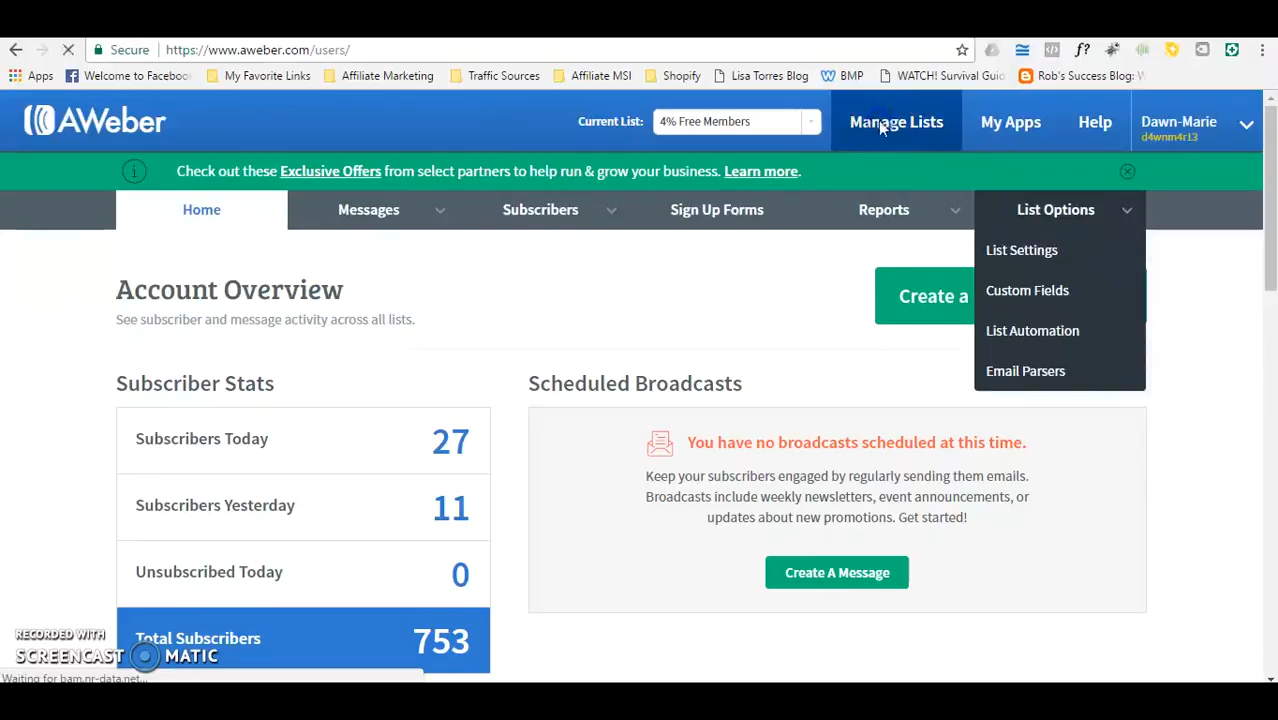 Secure https://www.aweber.com/users/ f?
Apps Welcome to Faceboo My Favorite Links Affiliate Marketing Traffic Sources Affiliate MSI Shopify Lisa Torres Blog BMP WATCH! Survival Guid Rob's Success Blog: W
AWeber Current List: 4% Free Members Manage Lists My Apps Help Dawn-Marie
d4wnm4r13
Check out these Exclusive Offers from select partners to help run & grow your business. Learn more.
Home Messages Subscribers Sign Up Forms Reports List Options
List Settings
Custom Fields
List Automation
Email Parsers
Account Overview
Create a
See subscriber and message activity across all lists.
Subscriber Stats
Subscribers Today 27
Subscribers Yesterday 11
Unsubscribed Today 0
Total Subscribers 753
Scheduled Broadcasts
You have no broadcasts scheduled at this time.
Keep your subscribers engaged by regularly sending them emails.
Broadcasts include weekly newsletters, event announcements, or
updates about new promotions. Get started!
Create A Message
RECORDED WITH
SCREENCAST MATIC
Waiting for bam.nr-data.net...